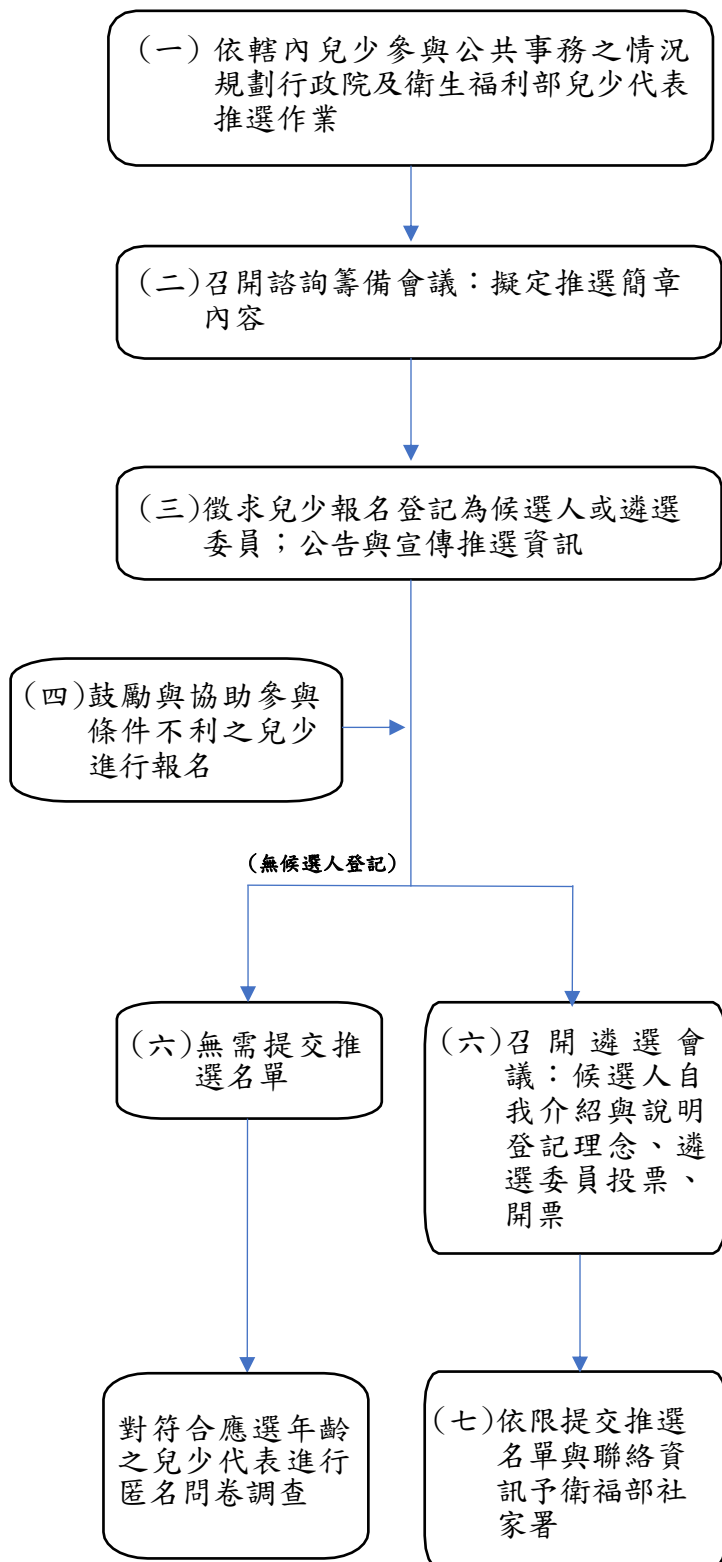 (一) 依轄內兒少參與公共事務之情況
規劃行政院及衛生福利部兒少代表
推選作業
(二)召開諮詢籌備會議：擬定推選簡章
內容
(三)徵求兒少報名登記為候選人或遴選
委員；公告與宣傳推選資訊
(四)鼓勵與協助參與
條件不利之兒少
進行報名
(無候選人登記)
(六)無需提交推
選名單
(六)召開遴選會
議：候選人自
我介紹與說明
登記理念、遴
選委員投票、
開票
對符合應選年齡
之兒少代表進行
匿名問卷調查
(七)依限提交推選
名單與聯絡資
訊予衛福部社
家署